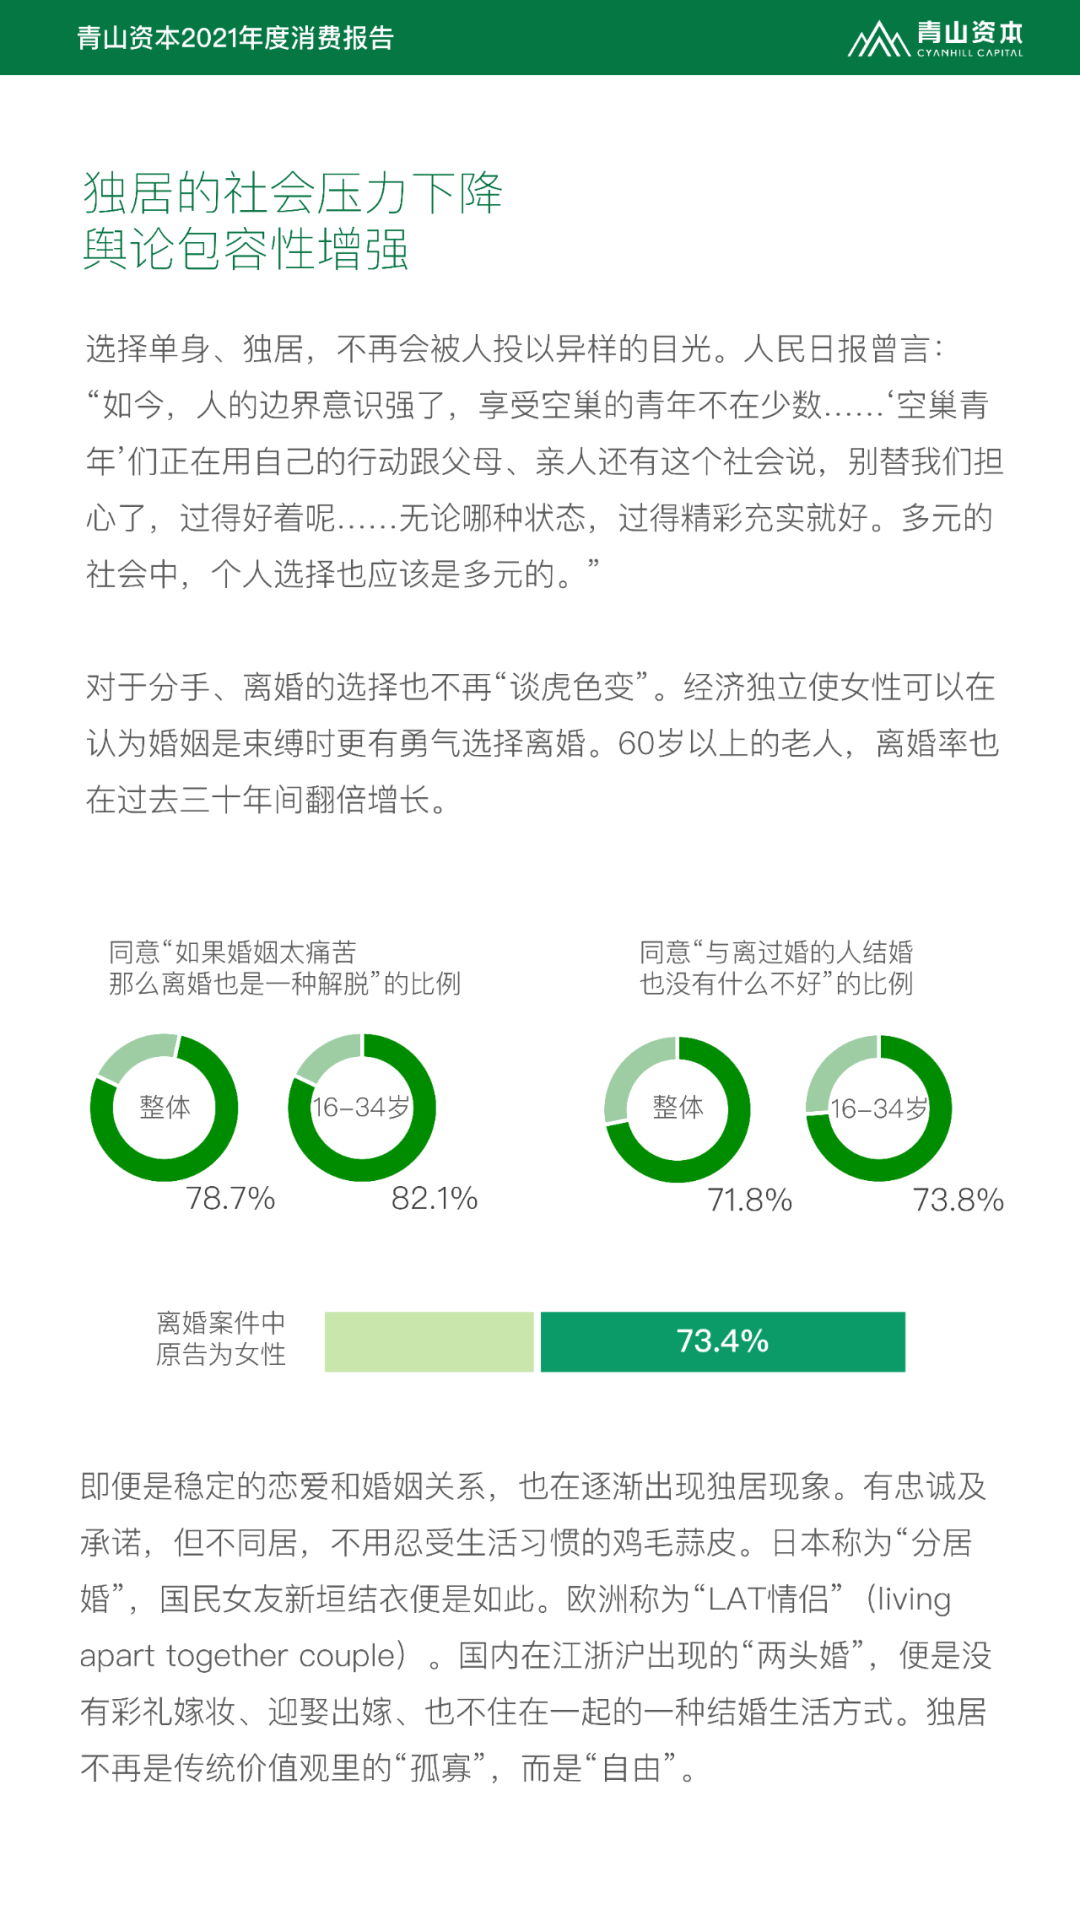 青山资本2021年度消费报告
青山资本
CYANHILL CAPITAL
独居的社会压力下降
舆论包容性增强
选择单身、独居，不再会被人投以异样的目光。人民日报曾言：
“如今，人的边界意识强了，享受空巢的青年不在少数……‘空巢青
年’们正在用自己的行动跟父母、亲人还有这个社会说，别替我们担
心了，过得好着呢……无论哪种状态，过得精彩充实就好。多元的
社会中，个人选择也应该是多元的。”
对于分手、离婚的选择也不再“谈虎色变”。经济独立使女性可以在
认为婚姻是束缚时更有勇气选择离婚。60岁以上的老人，离婚率也
在过去三十年间翻倍增长。
同意“如果婚姻太痛苦
那么离婚也是一种解脱”的比例
同意“与离过婚的人结婚
也没有什么不好”的比例
整体
16-34岁
整体
16-34岁
78.7%
82.1%
71.8%
73.8%
离婚案件中
原告为女性
73.4%
即便是稳定的恋爱和婚姻关系，也在逐渐出现独居现象。有忠诚及
承诺，但不同居，不用忍受生活习惯的鸡毛蒜皮。日本称为“分居
婚”，国民女友新垣结衣便是如此。欧洲称为“LAT情侣”（living
apart together couple）。国内在江浙沪出现的“两头婚”，便是没
有彩礼嫁妆、迎娶出嫁、也不住在一起的一种结婚生活方式。独居
不再是传统价值观里的“孤寡”，而是“自由”。